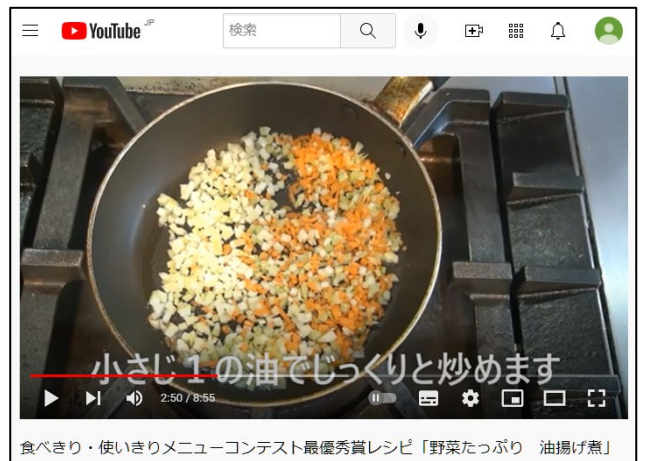 YouTube JP
検索
小さじ1の油でじっくりと炒めます
2:50 / 8:55
食べきり・使いきりメニューコンテスト最優秀賞レシピ「野菜たっぷり　油揚げ煮」